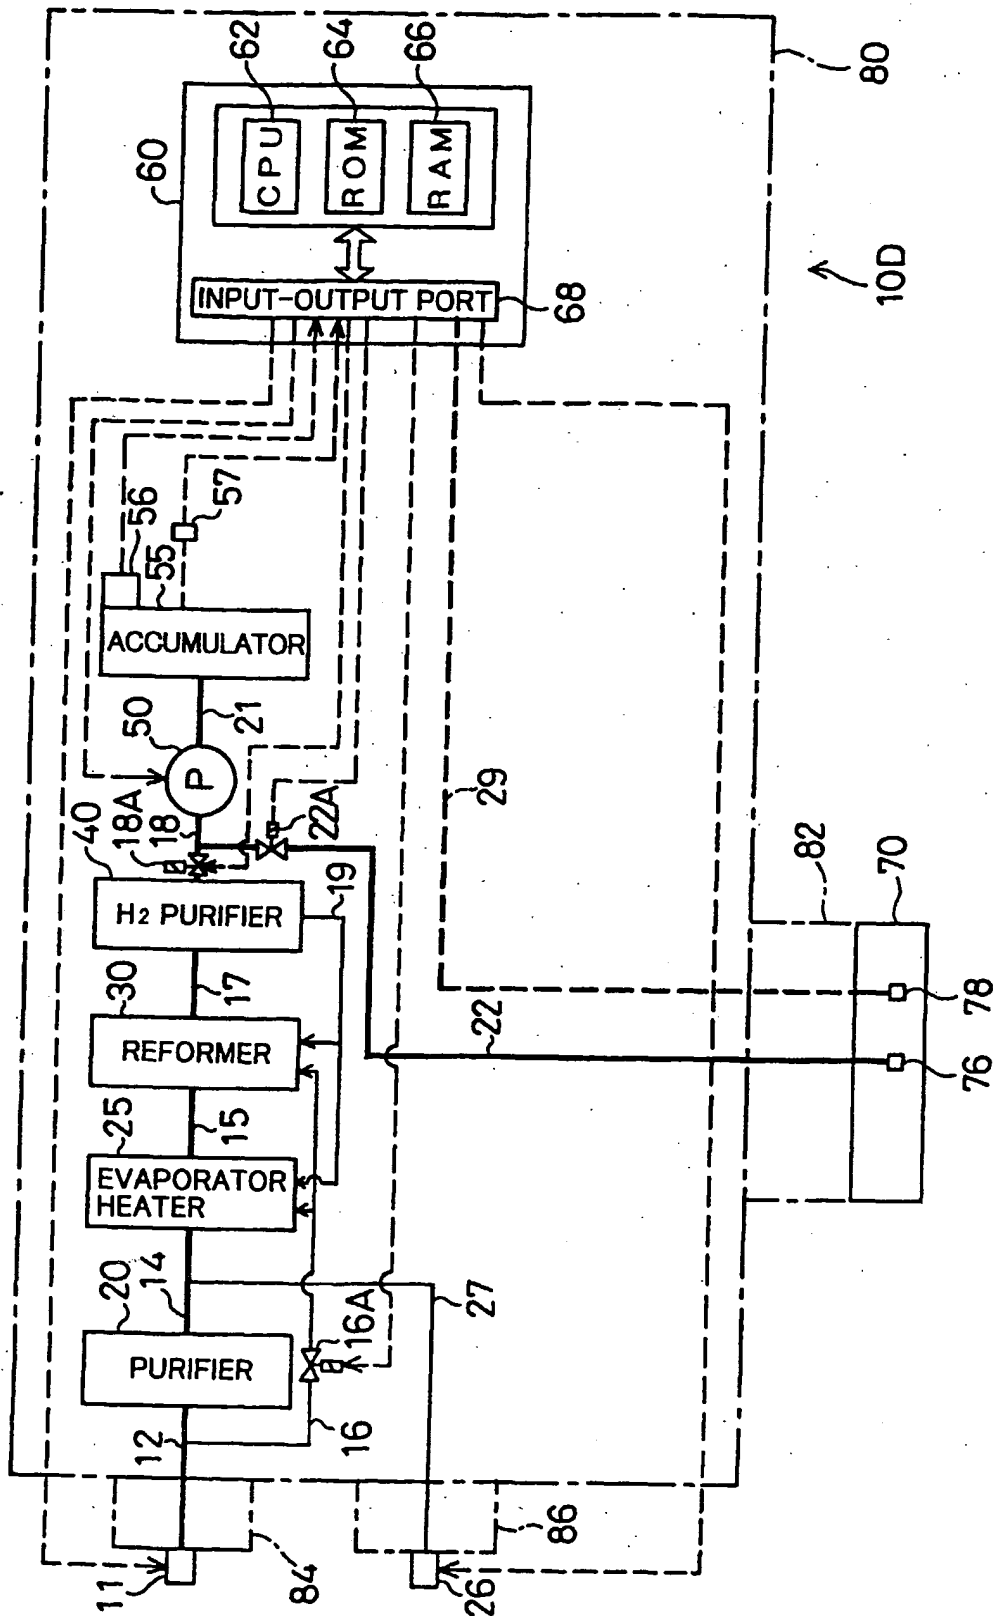 60
62
64
66
CPU
ROM
RAM
INPUT-OUTPUT PORT
68
80
10D
56
55
57
ACCUMULATOR
50
P
21
40
18A
18
22A
H2 PURIFIER
19
30
REFORMER
17
29
25
EVAPORATOR
HEATER
15
22
82
70
78
76
20
PURIFIER
14
16A
27
12
16
11
84
26
86